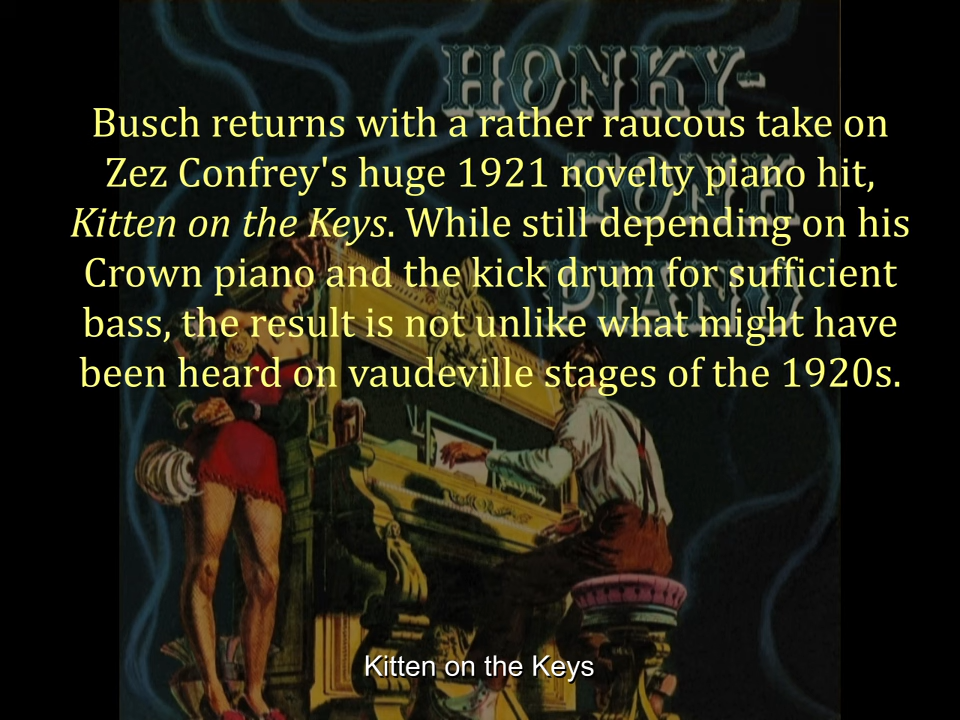 HONKY-
TONK
PIANO
Busch returns with a rather raucous take on
Zez Confrey's huge 1921 novelty piano hit,
Kitten on the Keys. While still depending on his
Crown piano and the kick drum for sufficient
bass, the result is not unlike what might have
been heard on vaudeville stages of the 1920s.
Kitten on the Keys